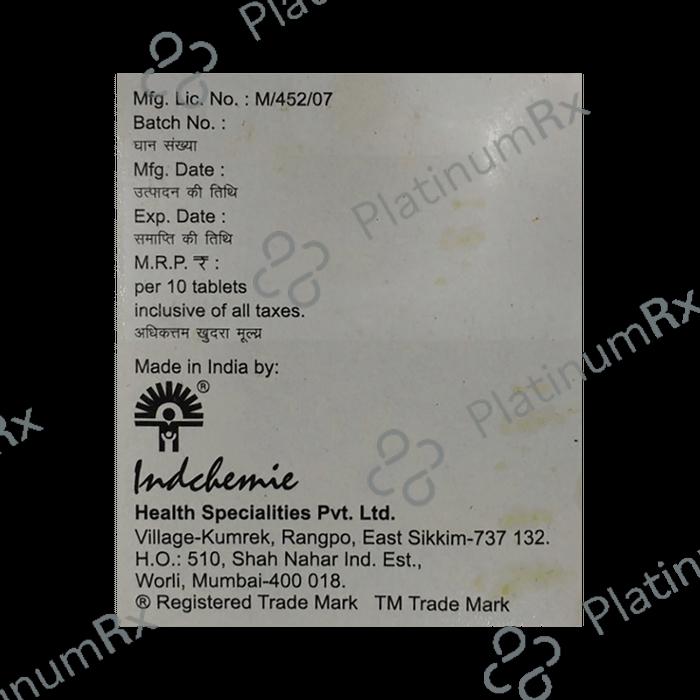 Mfg. Lic. No. : M/452/07
Batch No. :
घान संख्या
Mfg. Date :
उत्पादन की तिथि
Exp. Date :
समाप्ति की तिथि
M.R.P. ₹ :
per 10 tablets
inclusive of all taxes.
अधिकत्तम खुदरा मूल्य
Made in India by:
®
Indchemie
Health Specialities Pvt. Ltd.
Village-Kumrek, Rangpo, East Sikkim-737 132.
H.O.: 510, Shah Nahar Ind. Est.,
Worli, Mumbai-400 018.
® Registered Trade Mark TM Trade Mark
PlatinumRx
PlatinumRx
PlatinumRx
PlatinumRx
PlatinumRx